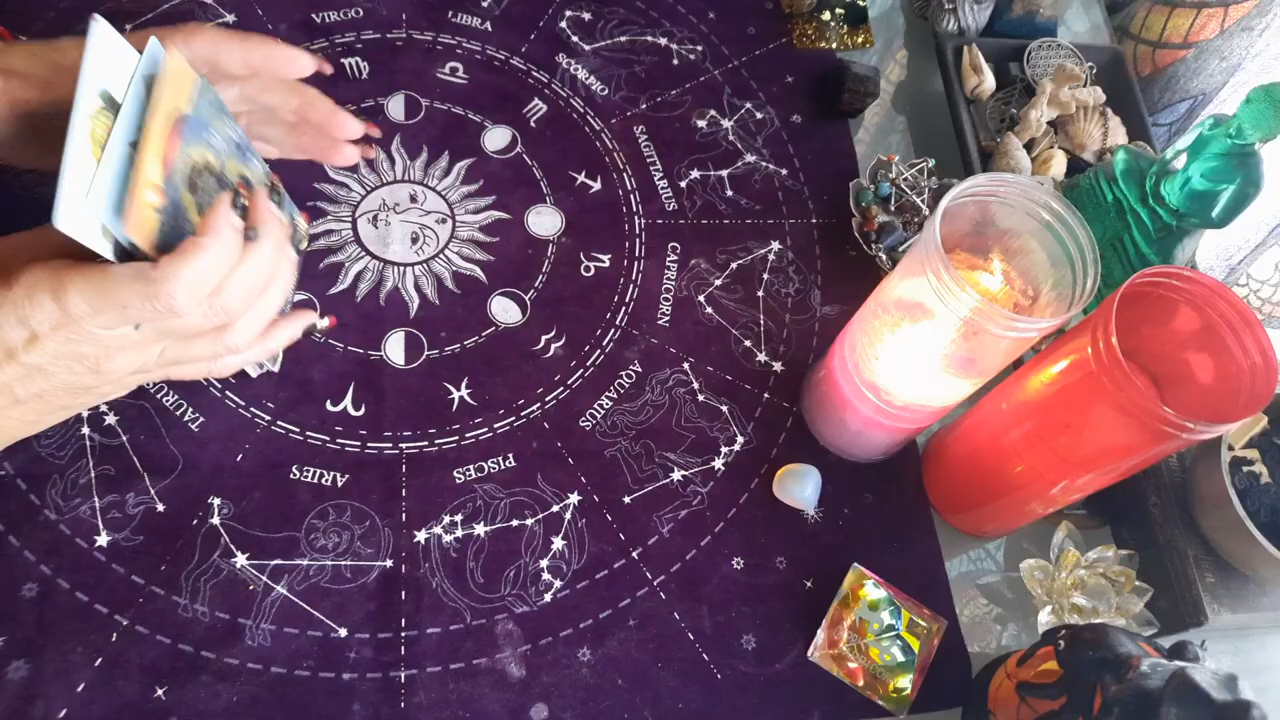 VIRGO
LIBRA
SCORPIO
SAGITTARIUS
CAPRICORN
AQUARIUS
PISCES
ARIES
TAURUS